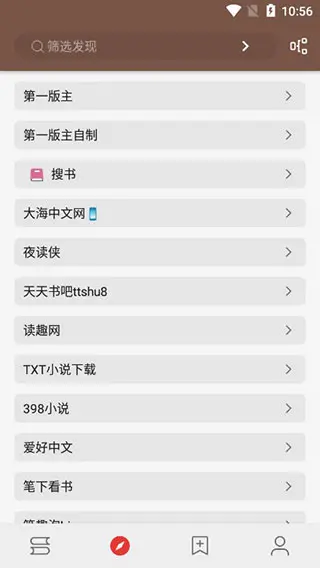 10:56
筛选发现
第一版主
第一版主自制
搜书
大海中文网
夜读侠
天天书吧ttshu8
读趣网
TXT小说下载
398小说
爱好中文
笔下看书